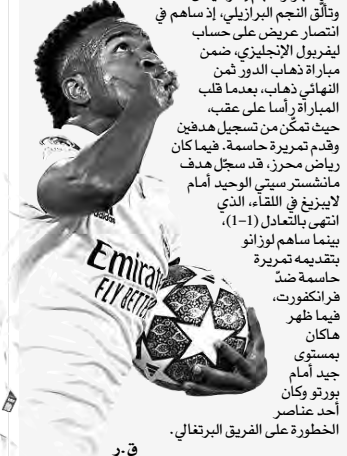 وتألّق النجم البرازيلي، إذ ساهم في
انتصار عريض على حساب
ليفربول الإنجليزي، ضمن
مباراة ذهاب الدور ثمن
النهائي ذهاب، بعدما قلب
المباراة رأسا على عقب،
حيث تمكّن من تسجيل هدفين
وقدم تمريرة حاسمة. فيما كان
رياض محرز، قد سجّل هدف
مانشستر سيتي الوحيد أمام
لايبزيغ في اللقاء، الذي
انتهى بالتعادل (1-1)،
بينما ساهم لوزانو
بتقديمه تمريرة
حاسمة ضدّ
فرانكفورت،
فيما ظهر
هاكان
بمستوى
جيد أمام
بورتو وكان
أحد عناصر
الخطورة على الفريق البرتغالي.
ق.ر
adidas
Emirates
FLY BETTER